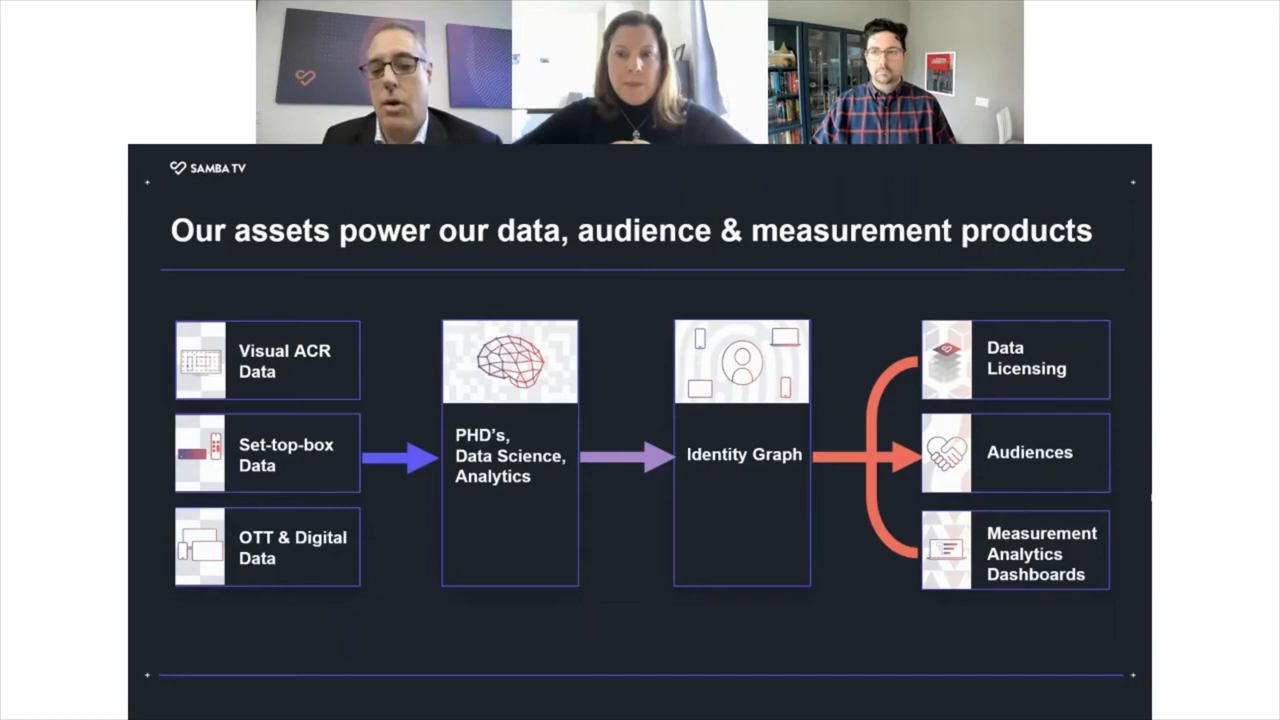 SAMBA TV
Our assets power our data, audience & measurement products
Visual ACR
Data
Set-top-box
Data
OTT & Digital
Data
PHD's,
Data Science,
Analytics
Identity Graph
Data
Licensing
Audiences
Measurement
Analytics
Dashboards